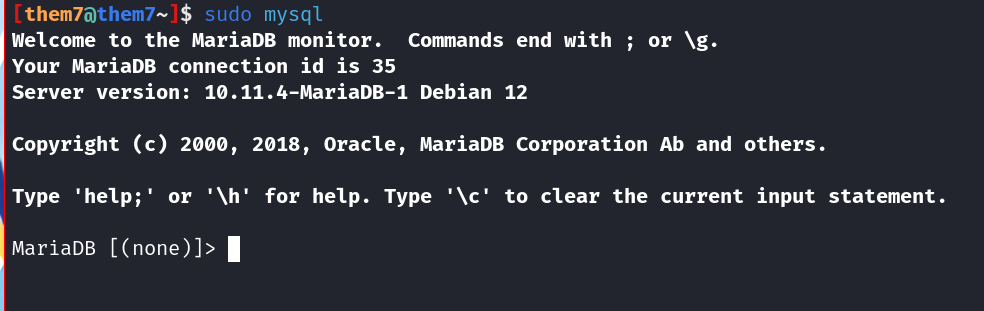 [them7@them7~]$ sudo mysql
Welcome to the MariaDB monitor.  Commands end with ; or \g.
Your MariaDB connection id is 35
Server version: 10.11.4-MariaDB-1 Debian 12
Copyright (c) 2000, 2018, Oracle, MariaDB Corporation Ab and others.
Type 'help;' or '\h' for help. Type '\c' to clear the current input statement.
MariaDB [(none)]>